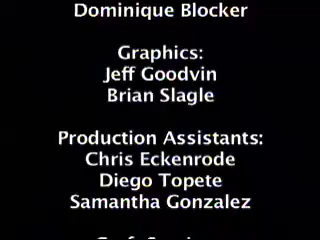 Dominique Blocker
Graphics:
Jeff Goodvin
Brian Slagle
Production Assistants:
Chris Eckenrode
Diego Topete
Samantha Gonzalez